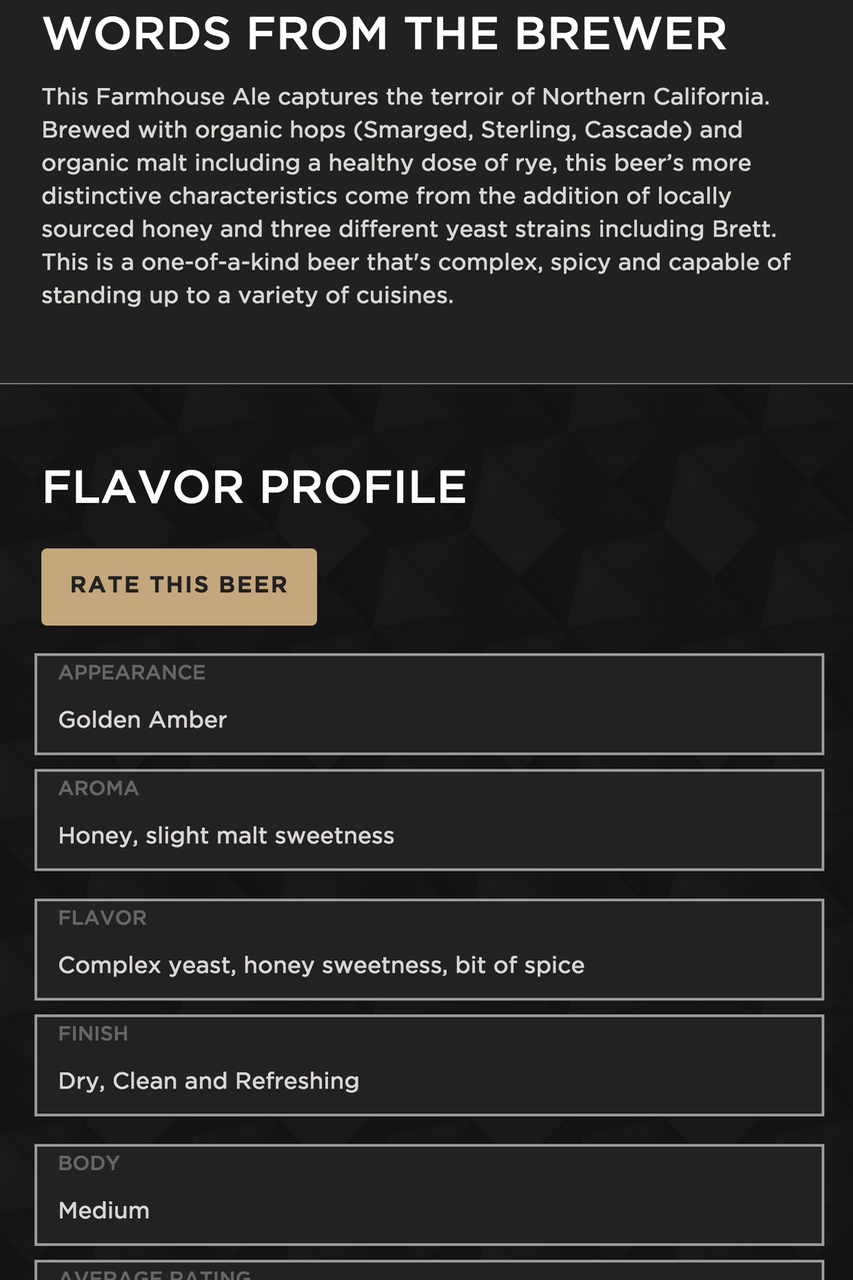 WORDS FROM THE BREWER
This Farmhouse Ale captures the terroir of Northern California.
Brewed with organic hops (Smarged, Sterling, Cascade) and
organic malt including a healthy dose of rye, this beer’s more
distinctive characteristics come from the addition of locally
sourced honey and three different yeast strains including Brett.
This is a one-of-a-kind beer that's complex, spicy and capable of
standing up to a variety of cuisines.
FLAVOR PROFILE
RATE THIS BEER
APPEARANCE
Golden Amber
AROMA
Honey, slight malt sweetness
FLAVOR
Complex yeast, honey sweetness, bit of spice
FINISH
Dry, Clean and Refreshing
BODY
Medium
AVERAGE RATING